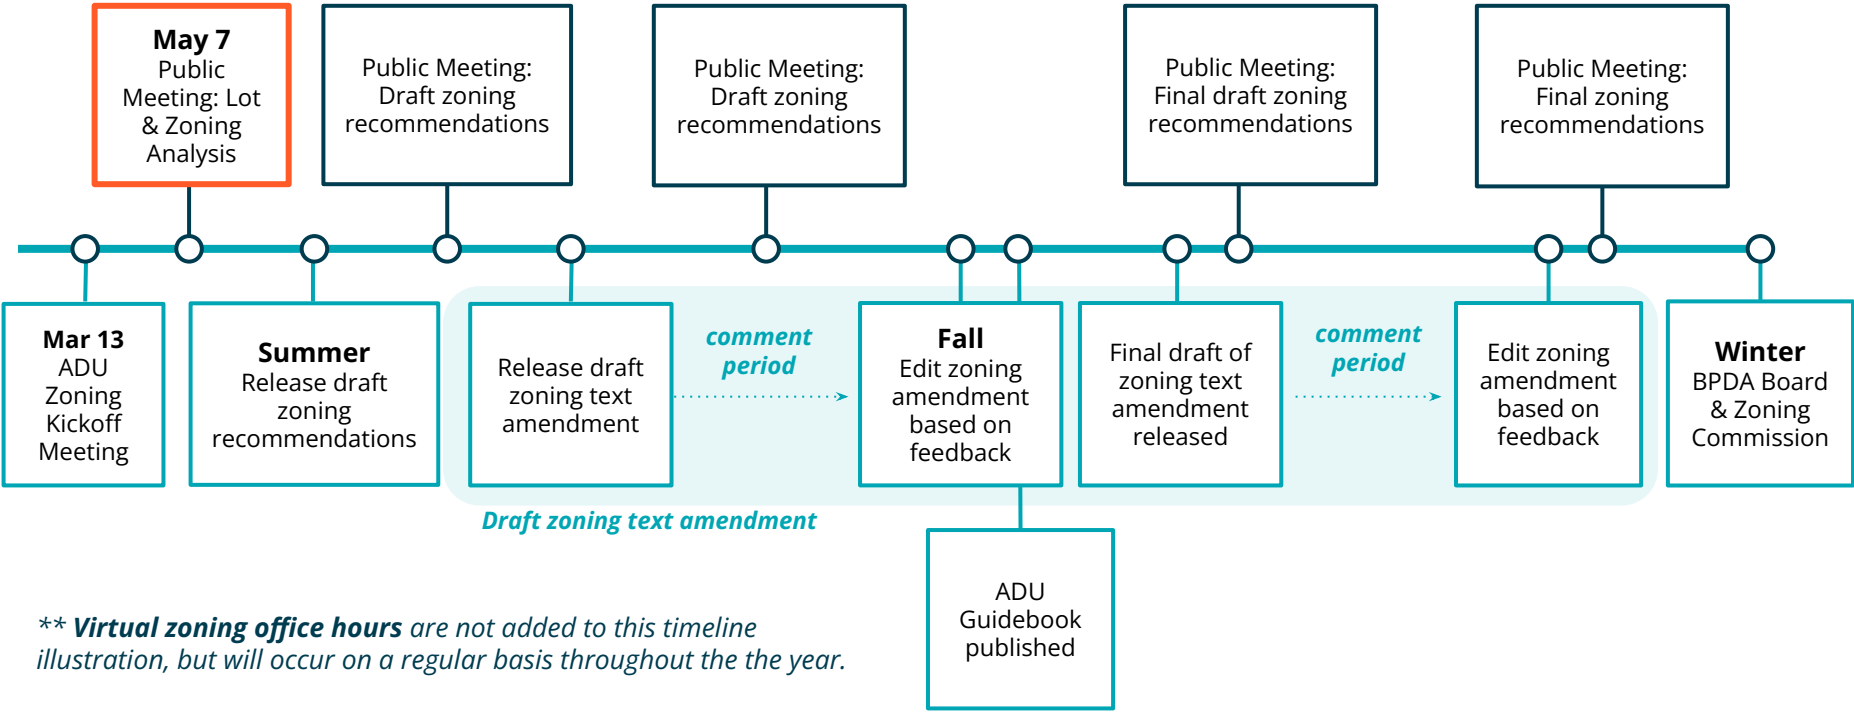 May 7
Public
Meeting: Lot
& Zoning
Analysis
Public Meeting:
Draft zoning
recommendations
Public Meeting:
Draft zoning
recommendations
Public Meeting:
Final draft zoning
recommendations
Public Meeting:
Final zoning
recommendations
Mar 13
ADU
Zoning
Kickoff
Meeting
Summer
Release draft
zoning
recommendations
Release draft
zoning text
amendment
comment
period
Fall
Edit zoning
amendment
based on
feedback
Final draft of
zoning text
amendment
released
comment
period
Edit zoning
amendment
based on
feedback
Winter
BPDA Board
& Zoning
Commission
Draft zoning text amendment
ADU
Guidebook
published
** Virtual zoning office hours are not added to this timeline
illustration, but will occur on a regular basis throughout the the year.